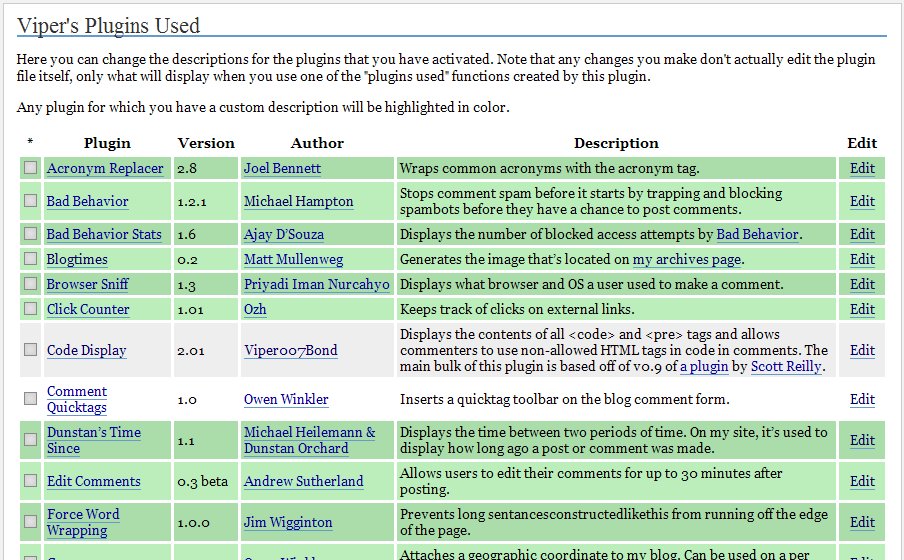 Viper's Plugins Used
Here you can change the descriptions for the plugins that you have activated. Note that any changes you make don't actually edit the plugin
file itself, only what will display when you use one of the "plugins used" functions created by this plugin.
Any plugin for which you have a custom description will be highlighted in color.
* Plugin Version Author Description Edit
Acronym Replacer 2.8 Joel Bennett Wraps common acronyms with the acronym tag. Edit
Bad Behavior 1.2.1 Michael Hampton Stops comment spam before it starts by trapping and blocking
spambots before they have a chance to post comments. Edit
Bad Behavior Stats 1.6 Ajay D’Souza Displays the number of blocked access attempts by Bad Behavior. Edit
Blogtimes 0.2 Matt Mullenweg Generates the image that’s located on my archives page. Edit
Browser Sniff 1.3 Priyadi Iman Nurcahyo Displays what browser and OS a user used to make a comment. Edit
Click Counter 1.01 Ozh Keeps track of clicks on external links. Edit
Code Display 2.01 Viper007Bond Displays the contents of all <code> and <pre> tags and allows
commenters to use non-allowed HTML tags in code in comments. The
main bulk of this plugin is based off of v0.9 of a plugin by Scott Reilly. Edit
Comment
Quicktags 1.0 Owen Winkler Inserts a quicktag toolbar on the blog comment form. Edit
Dunstan’s Time
Since 1.1 Michael Heilemann &
Dunstan Orchard Displays the time between two periods of time. On my site, it’s used to
display how long ago a post or comment was made. Edit
Edit Comments 0.3 beta Andrew Sutherland Allows users to edit their comments for up to 30 minutes after
posting. Edit
Force Word
Wrapping 1.0.0 Jim Wigginton Prevents long sentancesconstructedlikethis from running off the edge
of the page. Edit
Attaches a geographic coordinate to my blog. Can be used on a per